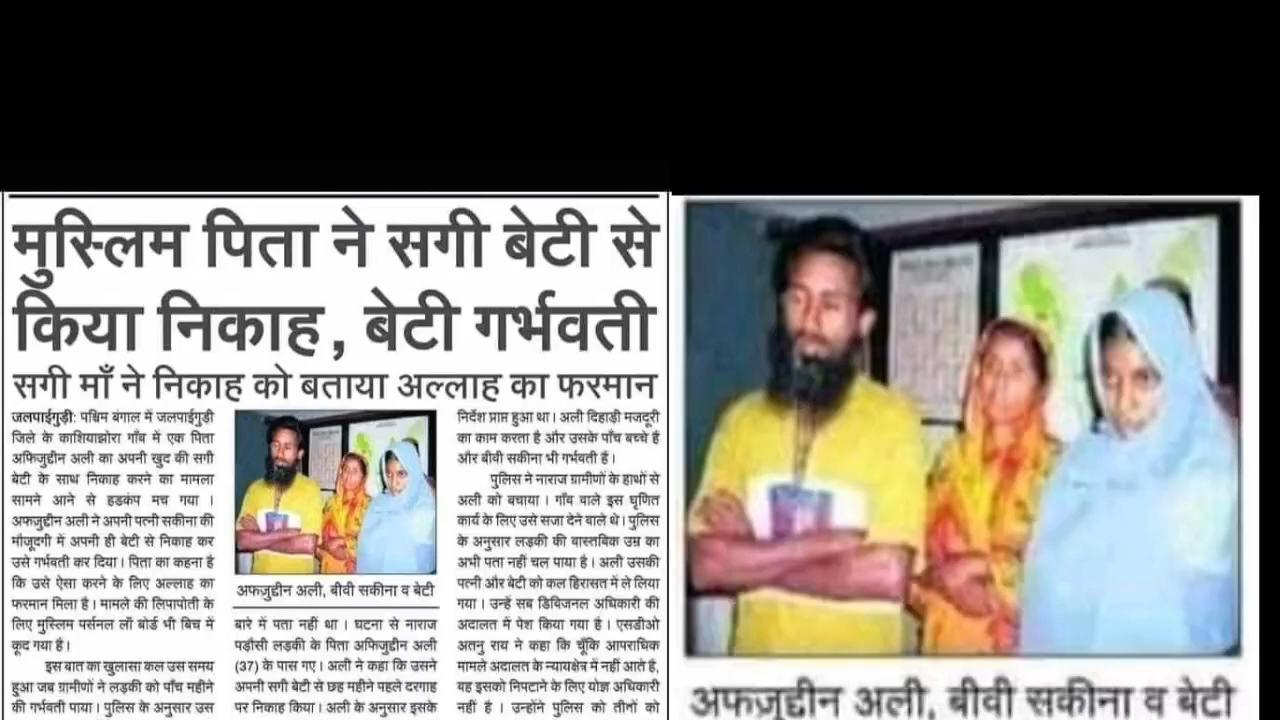 मुस्लिम पिता ने सगी बेटी से
किया निकाह, बेटी गर्भवती
सगी माँ ने निकाह को बताया अल्लाह का फरमान
जलपाईगुड़ी: पश्चिम बंगाल में जलपाईगुड़ी
जिले के काशियाझोरा गाँव में एक पिता
अफिजुद्दीन अली का अपनी खुद की सगी
बेटी के साथ निकाह करने का मामला
सामने आने से हडकंप मच गया ।
अफजुद्दीन अली ने अपनी पत्नी सकीना की
मौजूदगी में अपनी ही बेटी से निकाह कर
उसे गर्भवती कर दिया। पिता का कहना है
कि उसे ऐसा करने के लिए अल्लाह का
फरमान मिला है। मामले की लिपापोती के
लिए मुस्लिम पर्सनल लॉ बोर्ड भी बिच में
कूद गया है।
इस बात का खुलासा कल उस समय
हुआ जब ग्रामीणों ने लड़की को पाँच महीने
की गर्भवती पाया। पुलिस के अनुसार उस
अफज़ुद्दीन अली, बीवी सकीना व बेटी
बारे में पता नहीं था । घटना से नाराज
पड़ौसी लड़की के पिता अफिजुद्दीन अली
(37) के पास गए। अली ने कहा कि उसने
अपनी सगी बेटी से छह महीने पहले दरगाह
पर निकाह किया। अली के अनुसार इसके
निर्देश प्राप्त हुआ था। अली दिहाड़ी मजदूरी
का काम करता है और उसके पाँच बच्चे हैं
और बीवी सकीना भी गर्भवती हैं।
पुलिस ने नाराज ग्रामीणों के हाथों से
अली को बचाया । गाँव वाले इस घृणित
कार्य के लिए उसे सजा देने वाले थे। पुलिस
के अनुसार लड़की की वास्तविक उम्र का
अभी पता नहीं चल पाया है। अली उसकी
पत्नी और बेटी को कल हिरासत में ले लिया
गया। उन्हें सब डिविजनल अधिकारी की
अदालत में पेश किया गया है। एसडीओ
अतनु राय ने कहा कि चूँकि आपराधिक
मामले अदालत के न्यायक्षेत्र में नहीं आते है,
वह इसको निपटाने के लिए योज्ञ अधिकारी
नहीं है । उन्होंने पुलिस को तीनों को
अफज़ुद्दीन अली, बीवी सकीना व बेटी